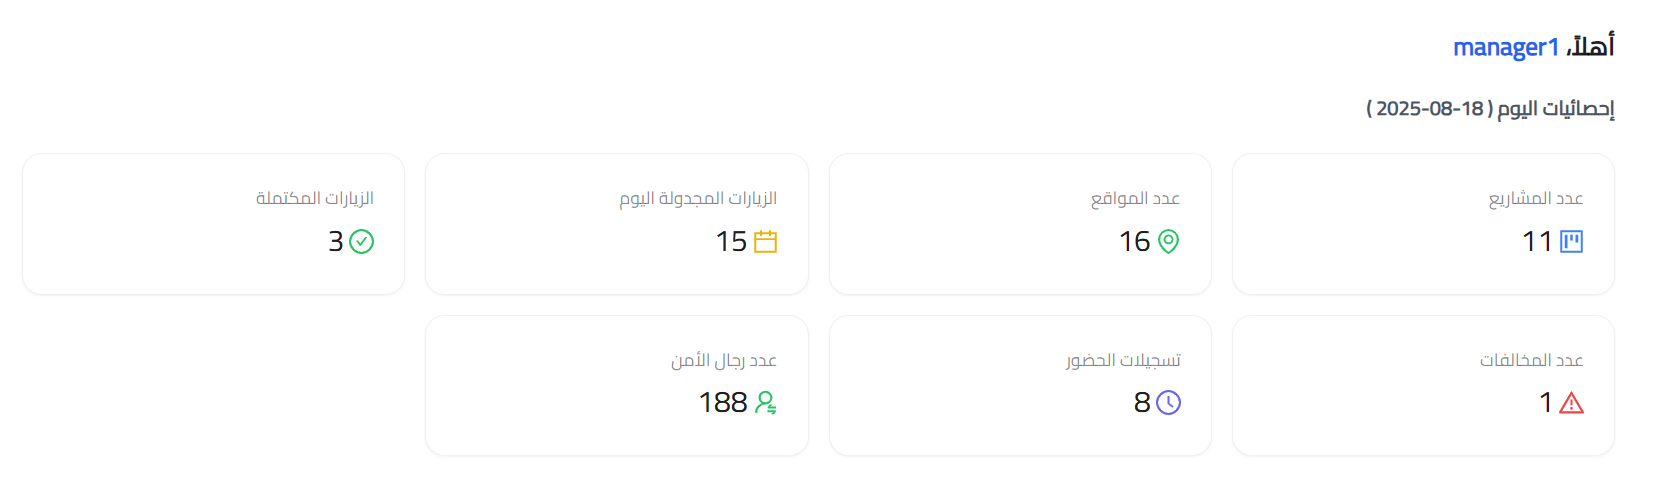 أهلاً، manager1
إحصائيات اليوم ( 2025-08-18 )
عدد المشاريع
11
عدد المواقع
16
الزيارات المجدولة اليوم
15
الزيارات المكتملة
3
عدد المخالفات
1
تسجيلات الحضور
8
عدد رجال الأمن
188